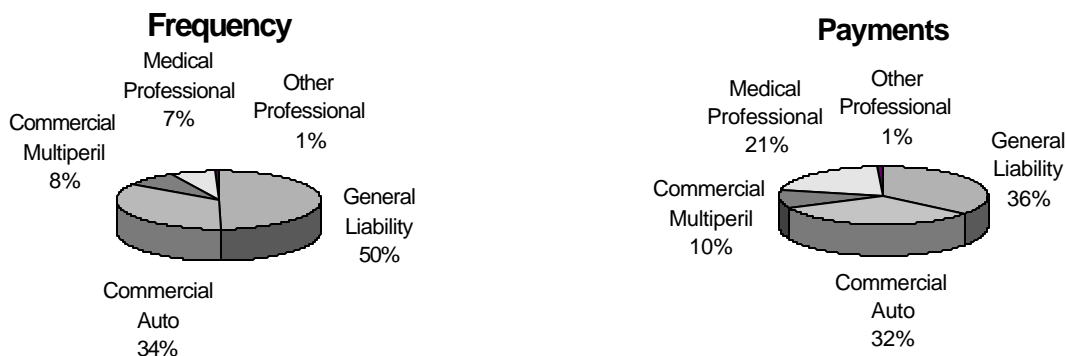 Frequency
Medical
Professional
7%
Other
Professional
1%
Commercial
Multiperil
8%
General
Liability
50%
Commercial
Auto
34%
Payments
Medical
Professional
21%
Other
Professional
1%
General
Liability
36%
Commercial
Multiperil
10%
Commercial
Auto
32%